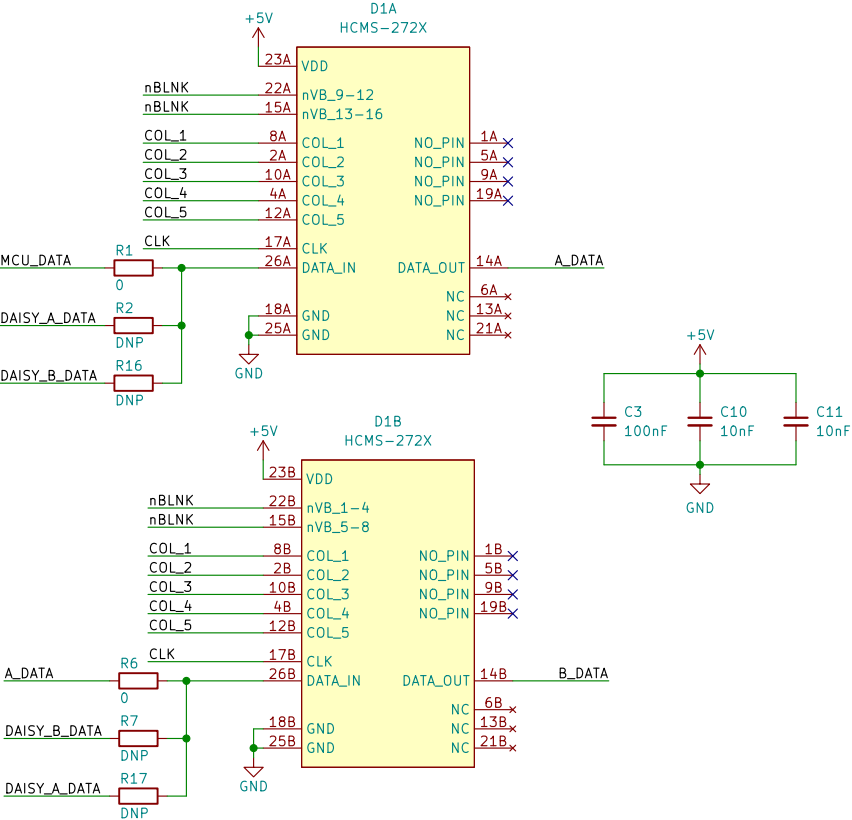 D1A
HCMS-272X
+5V
23A VDD
nBLNK 22A nVB_9-12
nBLNK 15A nVB_13-16
COL_1 8A COL_1 NO_PIN 1A
COL_2 2A COL_2 NO_PIN 5A
COL_3 10A COL_3 NO_PIN 9A
COL_4 4A COL_4 NO_PIN 19A
COL_5 12A COL_5
CLK 17A CLK
MCU_DATA R1 26A DATA_IN DATA_OUT 14A A_DATA
0
6A NC
DAISY_A_DATA R2 18A GND NC 13A
DNP 25A GND NC 21A
DAISY_B_DATA R16 GND
DNP
+5V
C3 C10 C11
100nF 10nF 10nF
GND
D1B
HCMS-272X
+5V
23B VDD
nBLNK 22B nVB_1-4
nBLNK 15B nVB_5-8
COL_1 8B COL_1 NO_PIN 1B
COL_2 2B COL_2 NO_PIN 5B
COL_3 10B COL_3 NO_PIN 9B
COL_4 4B COL_4 NO_PIN 19B
COL_5 12B COL_5
CLK 17B CLK
A_DATA R6 26B DATA_IN DATA_OUT 14B B_DATA
0
NC 6B
DAISY_B_DATA R7 18B GND NC 13B
DNP 25B GND NC 21B
DAISY_A_DATA R17 GND
DNP